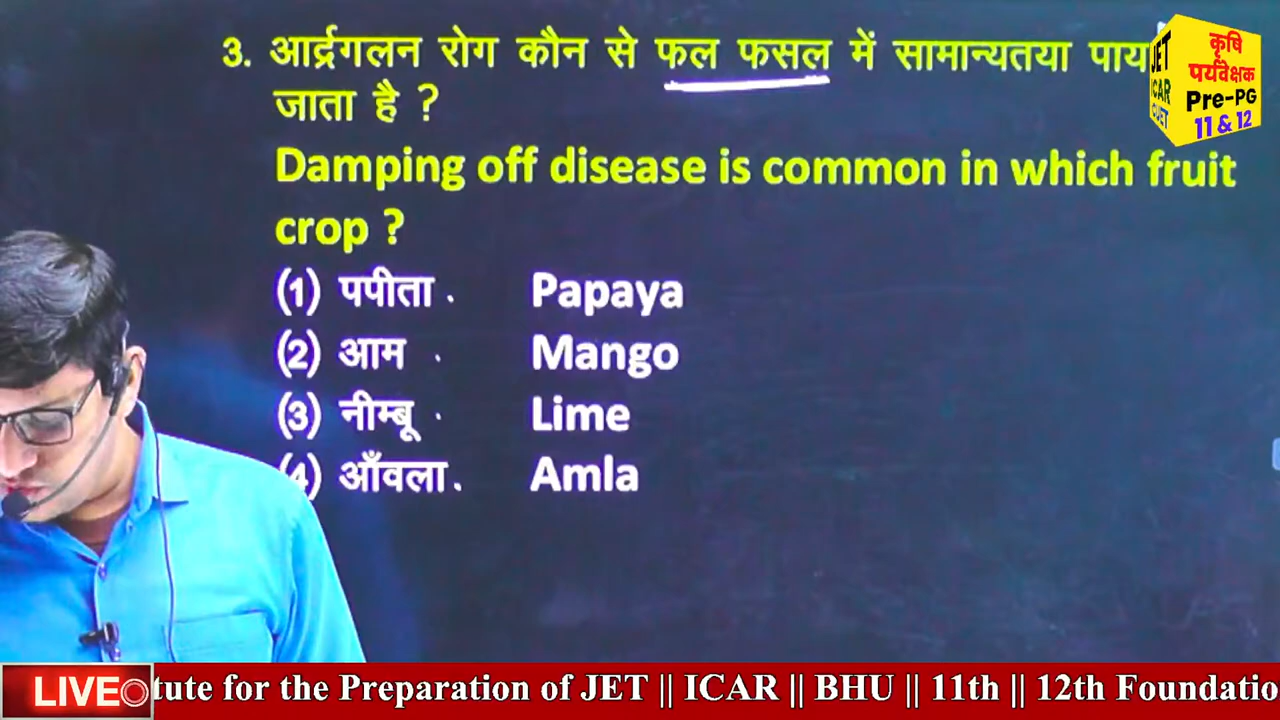 3. आर्द्रगलन रोग कौन से फल फसल में सामान्यतया
जाता है ?
Damping off disease is common in which fruit
crop ?
(1) पपीता . Papaya
(2) आम . Mango
(3) नीम्बू . Lime
(4) आँवला . Amla
JET
ICAR
CUET
कृषि
पर्यवेक्षक
Pre-PG
11 & 12
LIVE
for the Preparation of JET || ICAR || BHU || 11th || 12th